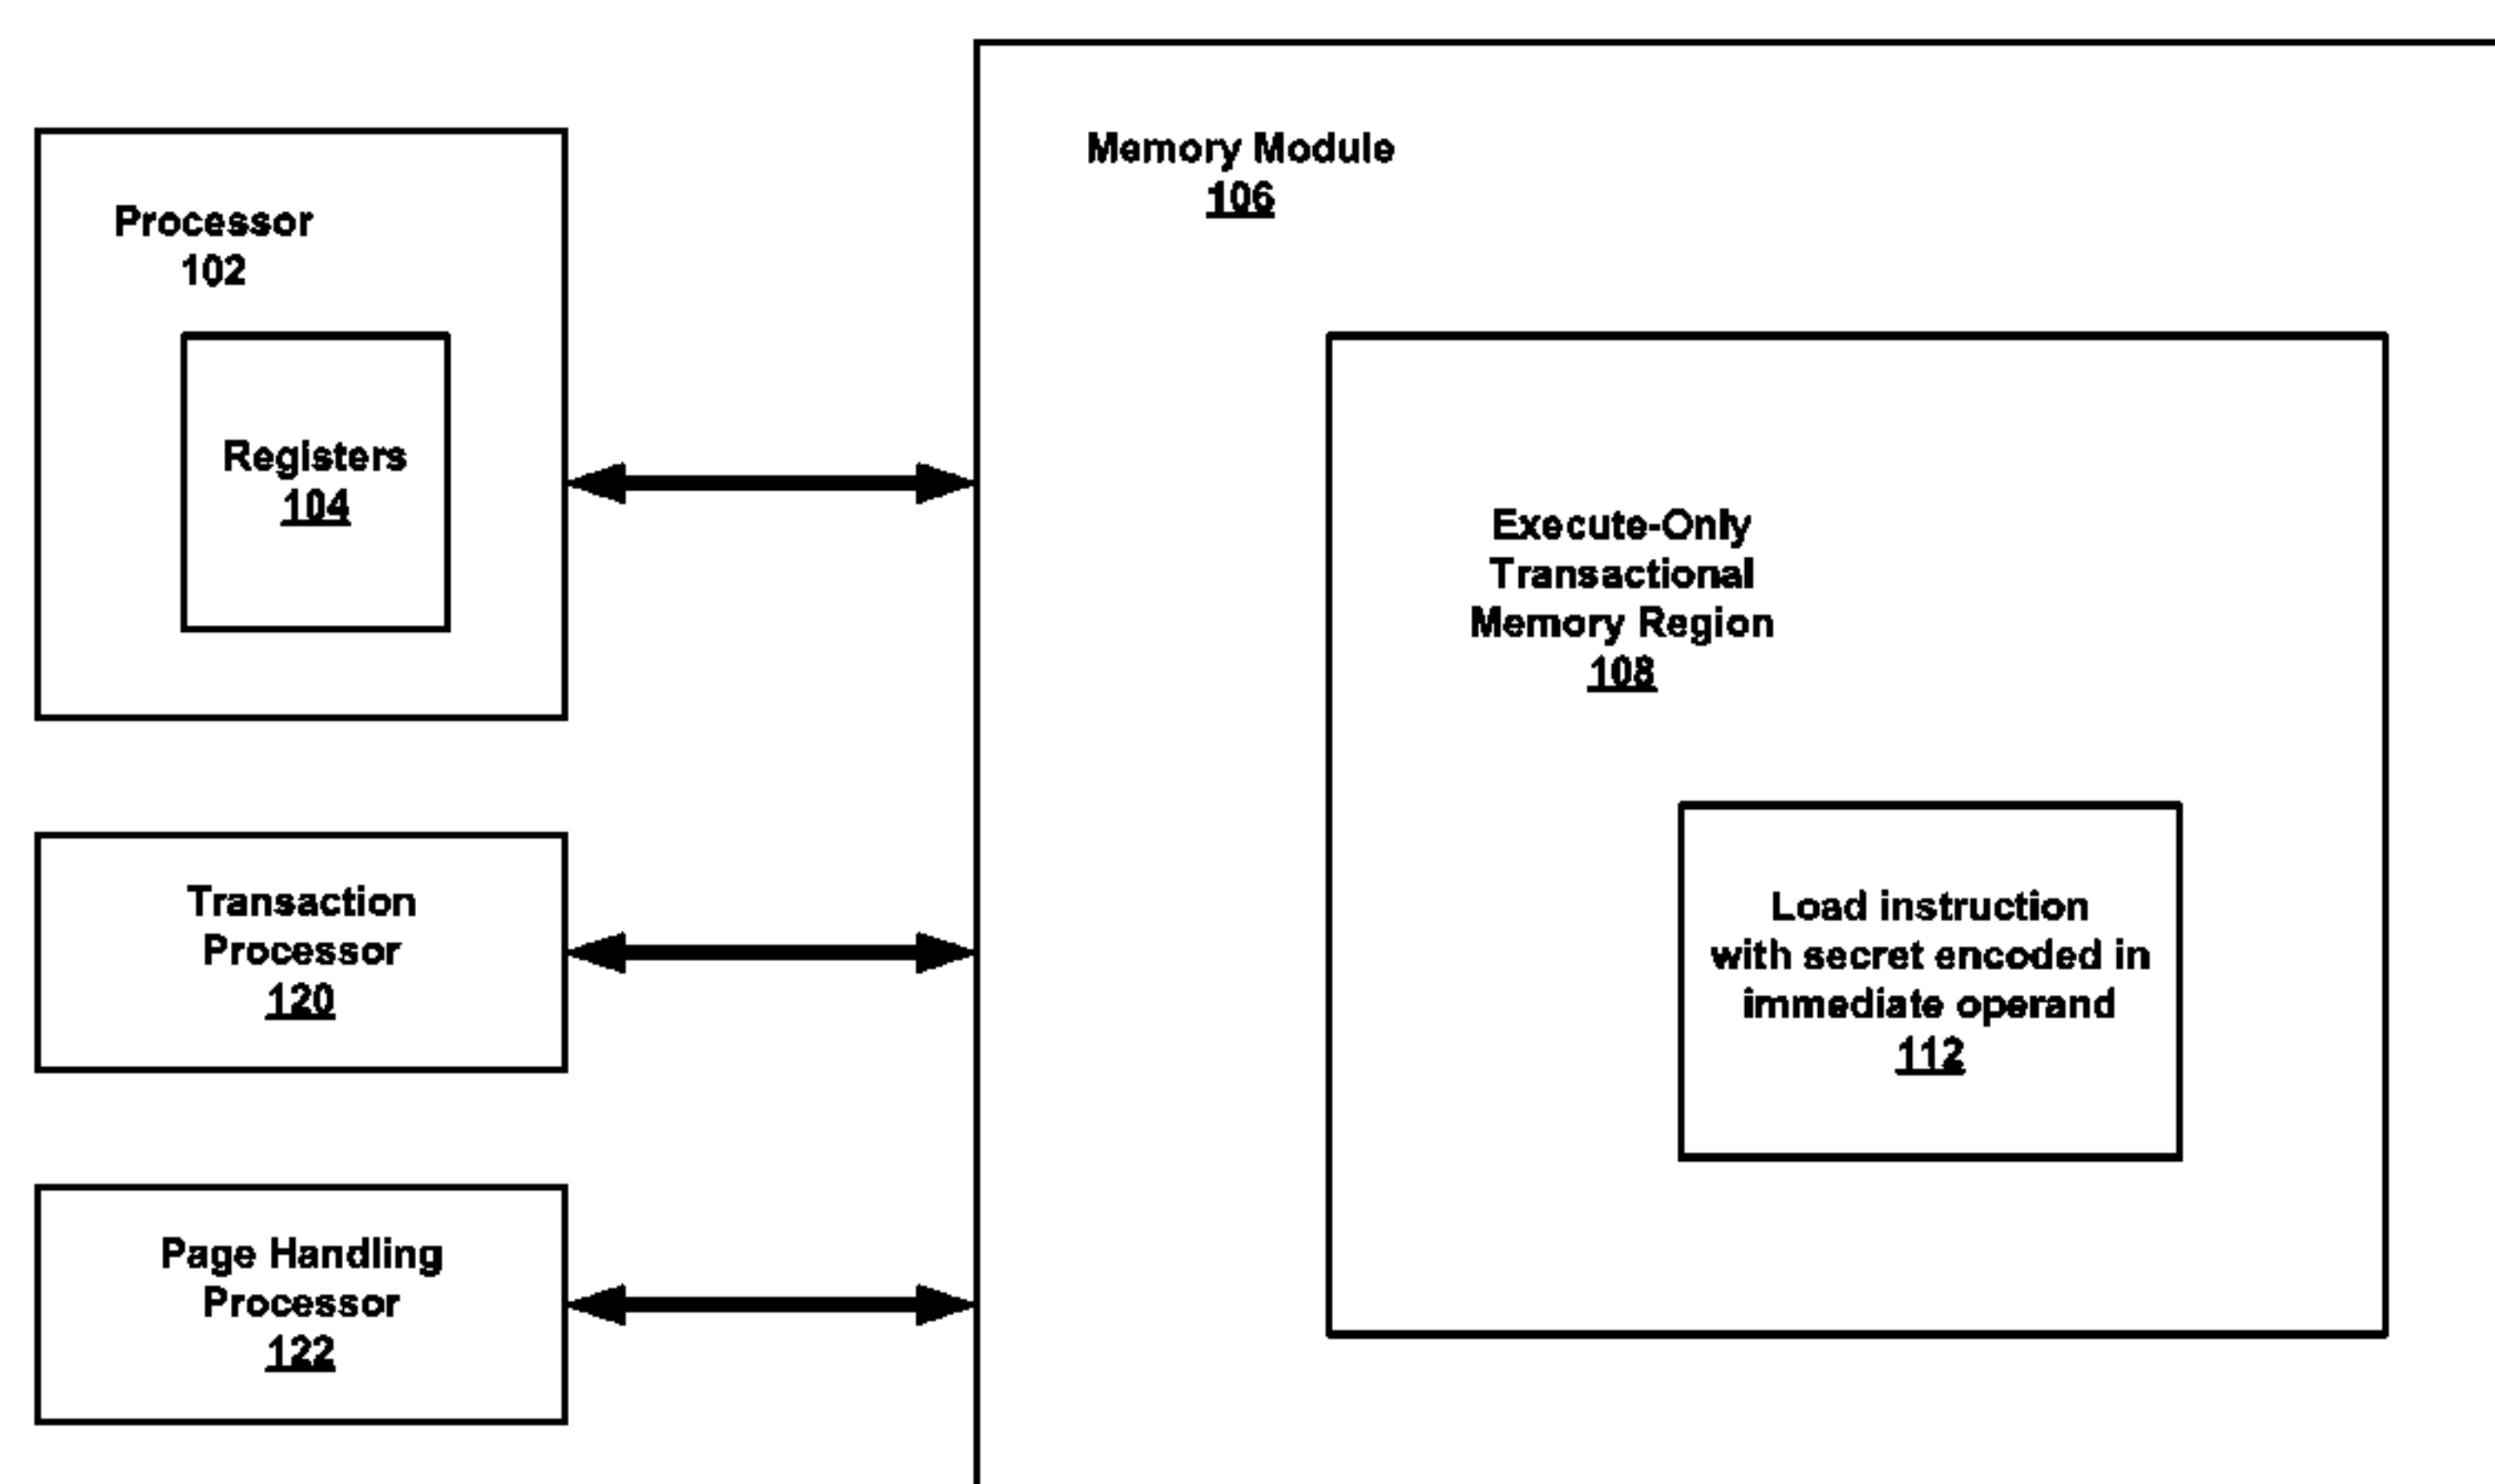 Processor
102
Registers
104
Transaction
Processor
120
Page Handling
Processor
122
Memory Module
106
Execute-Only
Transactional
Memory Region
108
Load instruction
with secret encoded in
immediate operand
112